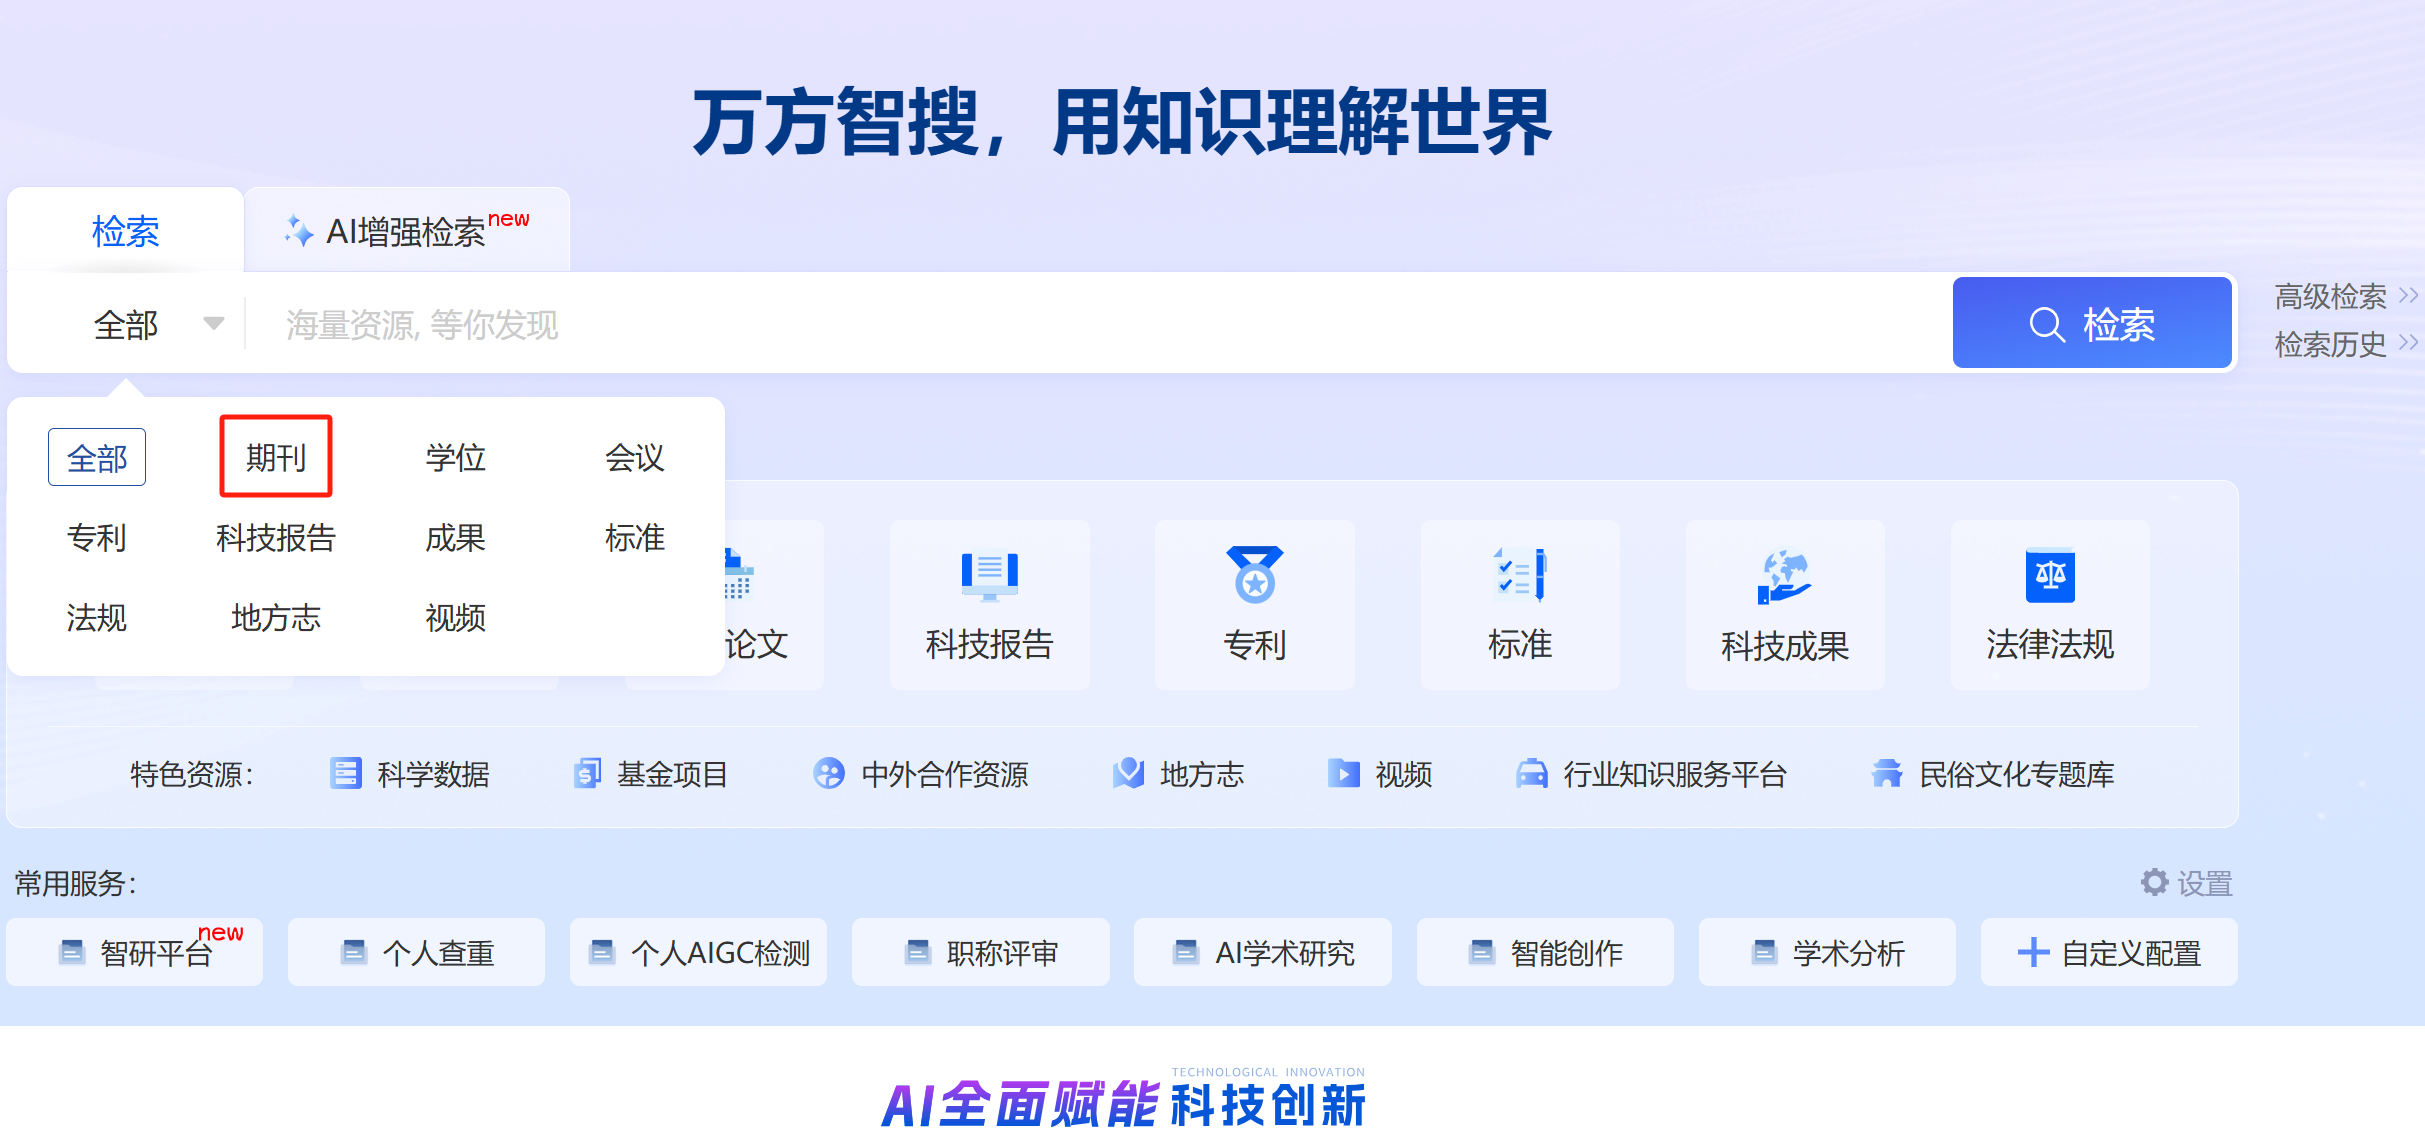 万方智搜，用知识理解世界
检索
AI增强检索new
全部
海量资源, 等你发现
检索
高级检索
检索历史
全部 期刊 学位 会议
专利 科技报告 成果 标准
法规 地方志 视频
论文
科技报告
专利
标准
科技成果
法律法规
特色资源： 科学数据 基金项目 中外合作资源 地方志 视频 行业知识服务平台 民俗文化专题库
常用服务：
设置
智研平台new 个人查重 个人AIGC检测 职称评审 AI学术研究 智能创作 学术分析 自定义配置
TECHNOLOGICAL INNOVATION
AI全面赋能 科技创新